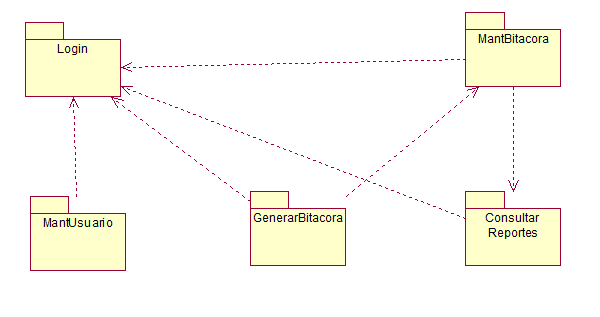 Login
MantBitacora
MantUsuario
GenerarBitacora
Consultar
Reportes